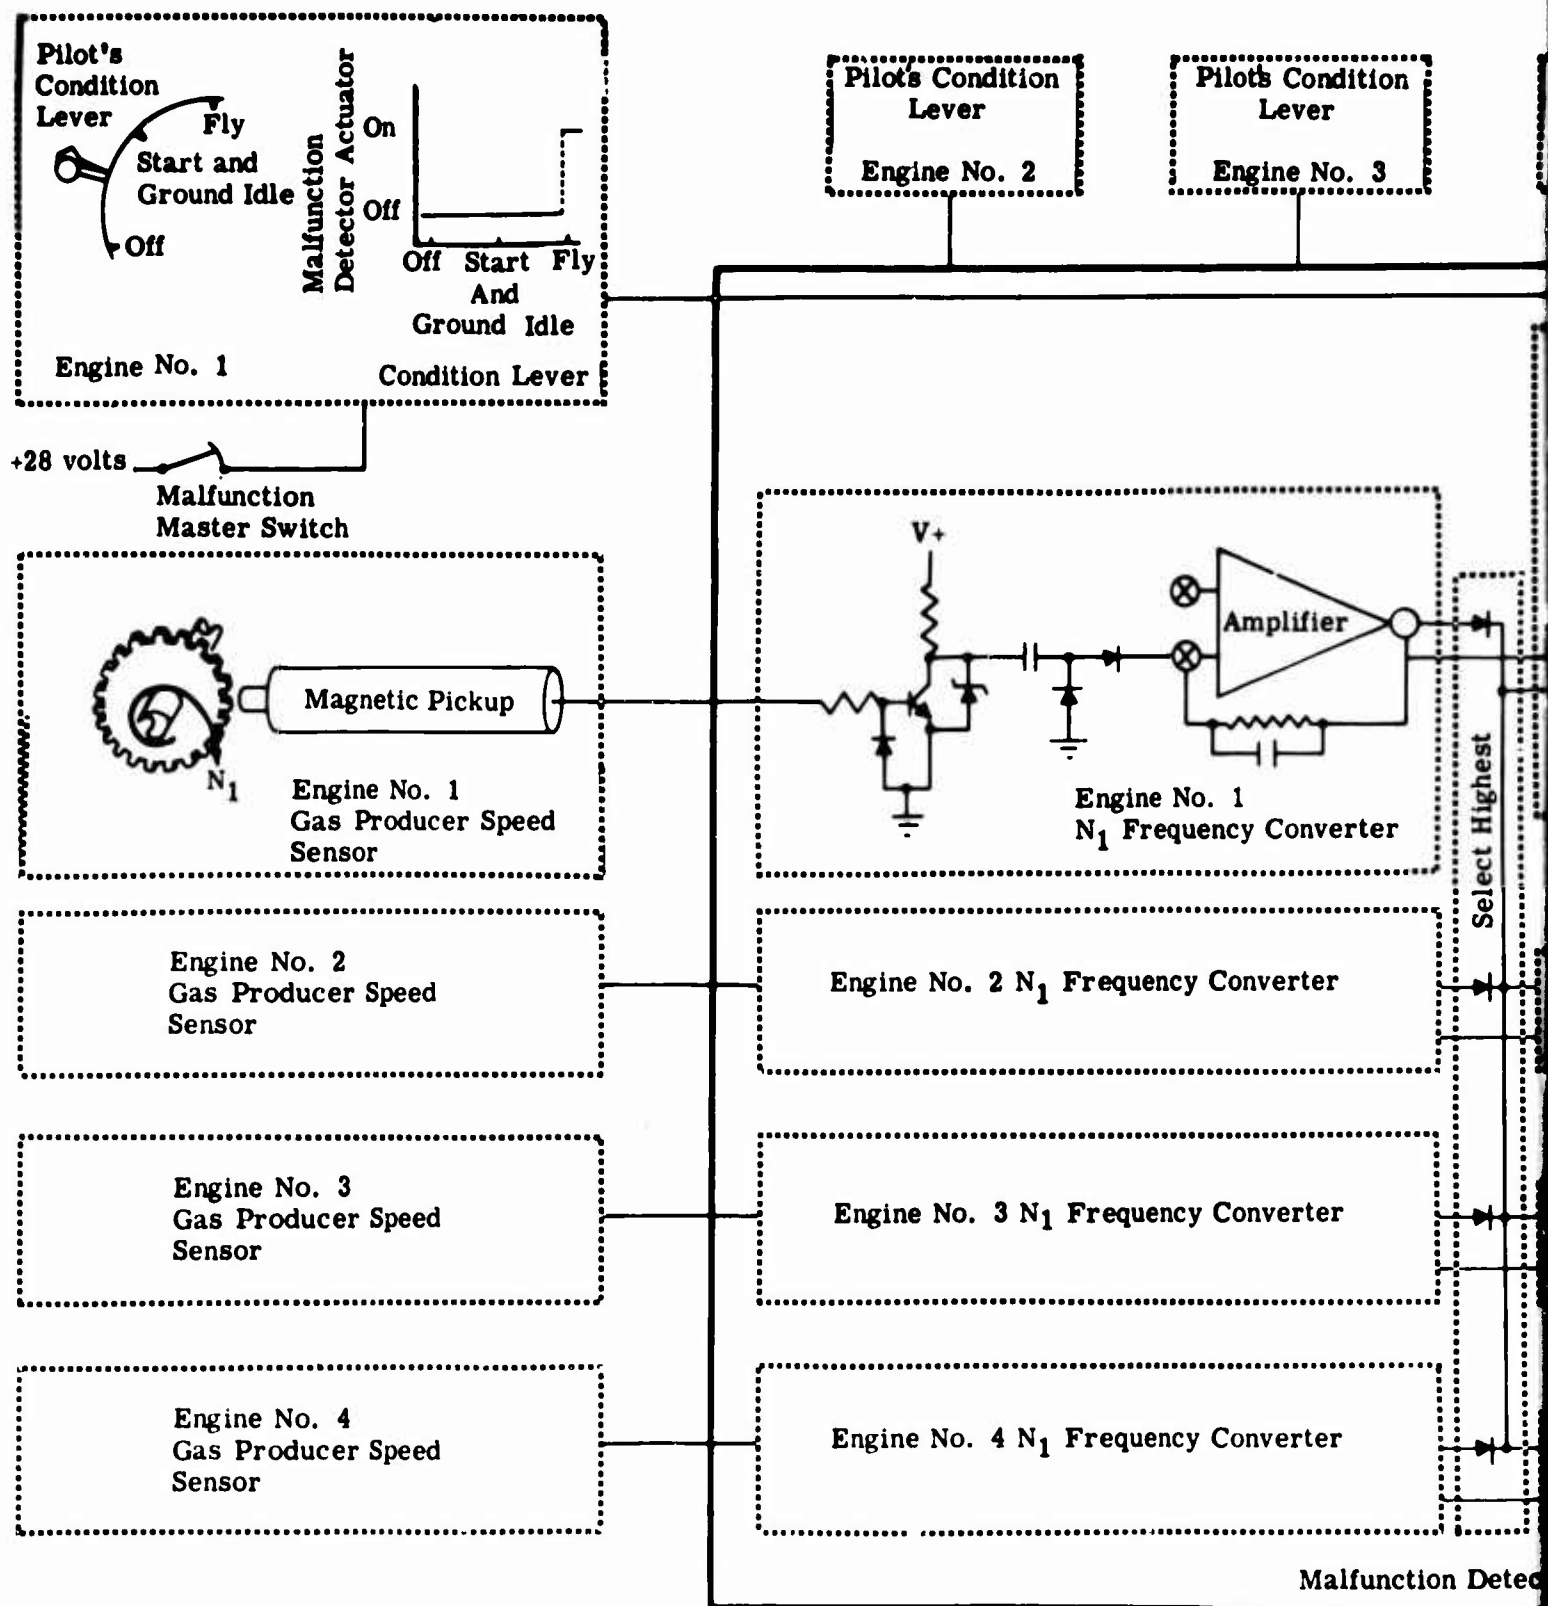 Pilot's
Condition
Lever
Fly
Start and
Ground Idle
Off
Malfunction
Detector Actuator
On
Off
Off Start Fly
And
Ground Idle
Engine No. 1
Condition Lever
Pilot's Condition
Lever
Engine No. 2
Pilot's Condition
Lever
Engine No. 3
+28 volts
Malfunction
Master Switch
Magnetic Pickup
N1
Engine No. 1
Gas Producer Speed
Sensor
V+
Amplifier
Engine No. 1
N1 Frequency Converter
Select Highest
Engine No. 2
Gas Producer Speed
Sensor
Engine No. 2 N1 Frequency Converter
Engine No. 3
Gas Producer Speed
Sensor
Engine No. 3 N1 Frequency Converter
Engine No. 4
Gas Producer Speed
Sensor
Engine No. 4 N1 Frequency Converter
Malfunction Detec